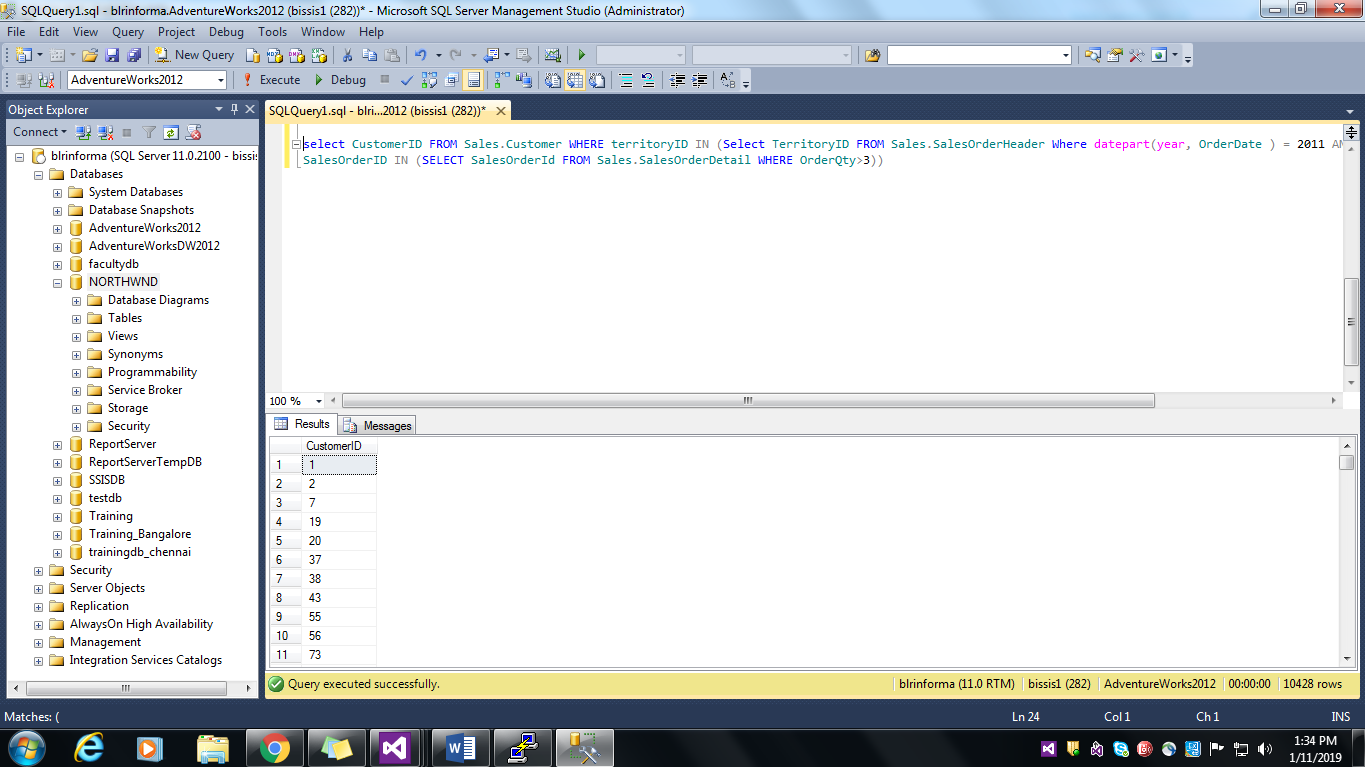 SQLQuery1.sql - blrinforma.AdventureWorks2012 (bissis1 (282))* - Microsoft SQL Server Management Studio (Administrator)
File Edit View Query Project Debug Tools Window Help
New Query
AdventureWorks2012 Execute Debug
Object Explorer
Connect
blrinforma (SQL Server 11.0.2100 - bissis
Databases
System Databases
Database Snapshots
AdventureWorks2012
AdventureWorksDW2012
facultydb
NORTHWND
Database Diagrams
Tables
Views
Synonyms
Programmability
Service Broker
Storage
Security
ReportServer
ReportServerTempDB
SSISDB
testdb
Training
Training_Bangalore
trainingdb_chennai
Security
Server Objects
Replication
AlwaysOn High Availability
Management
Integration Services Catalogs
SQLQuery1.sql - blri...2012 (bissis1 (282))*
select CustomerID FROM Sales.Customer WHERE territoryID IN (Select TerritoryID FROM Sales.SalesOrderHeader Where datepart(year, OrderDate ) = 2011 AN
SalesOrderID IN (SELECT SalesOrderId FROM Sales.SalesOrderDetail WHERE OrderQty>3))
100 %
Results Messages
CustomerID
1 1
2 2
3 7
4 19
5 20
6 37
7 38
8 43
9 55
10 56
11 73
Query executed successfully. blrinforma (11.0 RTM) bissis1 (282) AdventureWorks2012 00:00:00 10428 rows
Matches: ( Ln 24 Col 1 Ch 1 INS
1:34 PM
1/11/2019